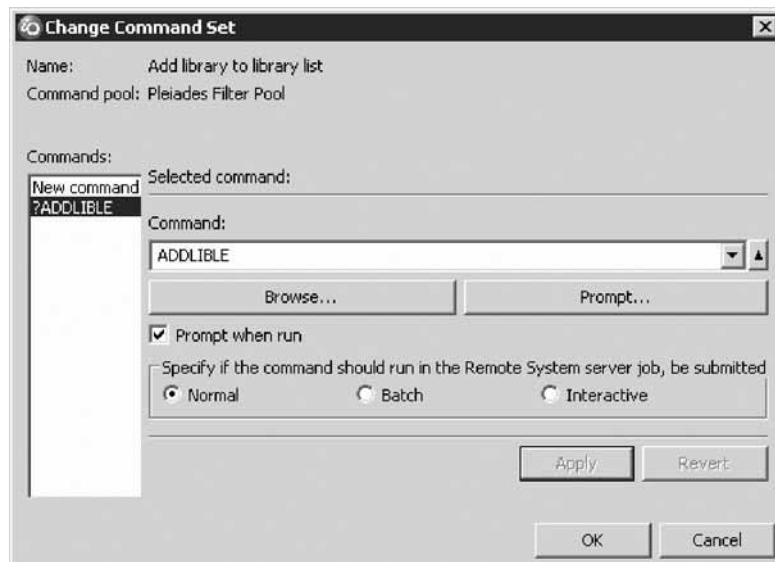 Change Command Set
Name: Add library to library list
Command pool: Pleiades Filter Pool
Commands:
New command
?ADDLIBLE
Selected command:
Command:
ADDLIBLE
Browse... Prompt...
Prompt when run
Specify if the command should run in the Remote System server job, be submitted
Normal Batch Interactive
Apply Revert
OK Cancel